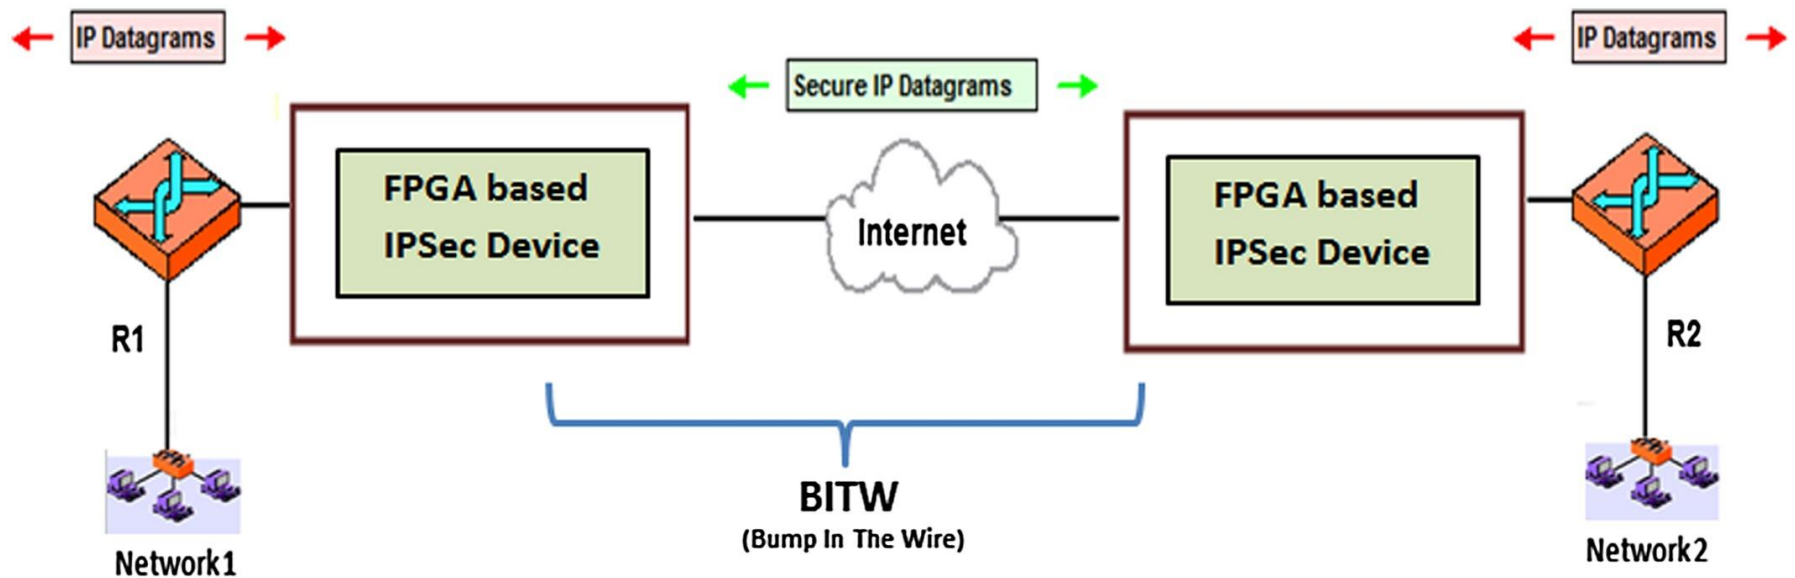 IP Datagrams
IP Datagrams
Secure IP Datagrams
FPGA based
IPSec Device
Internet
FPGA based
IPSec Device
R1
R2
BITW
(Bump In The Wire)
Network1
Network2